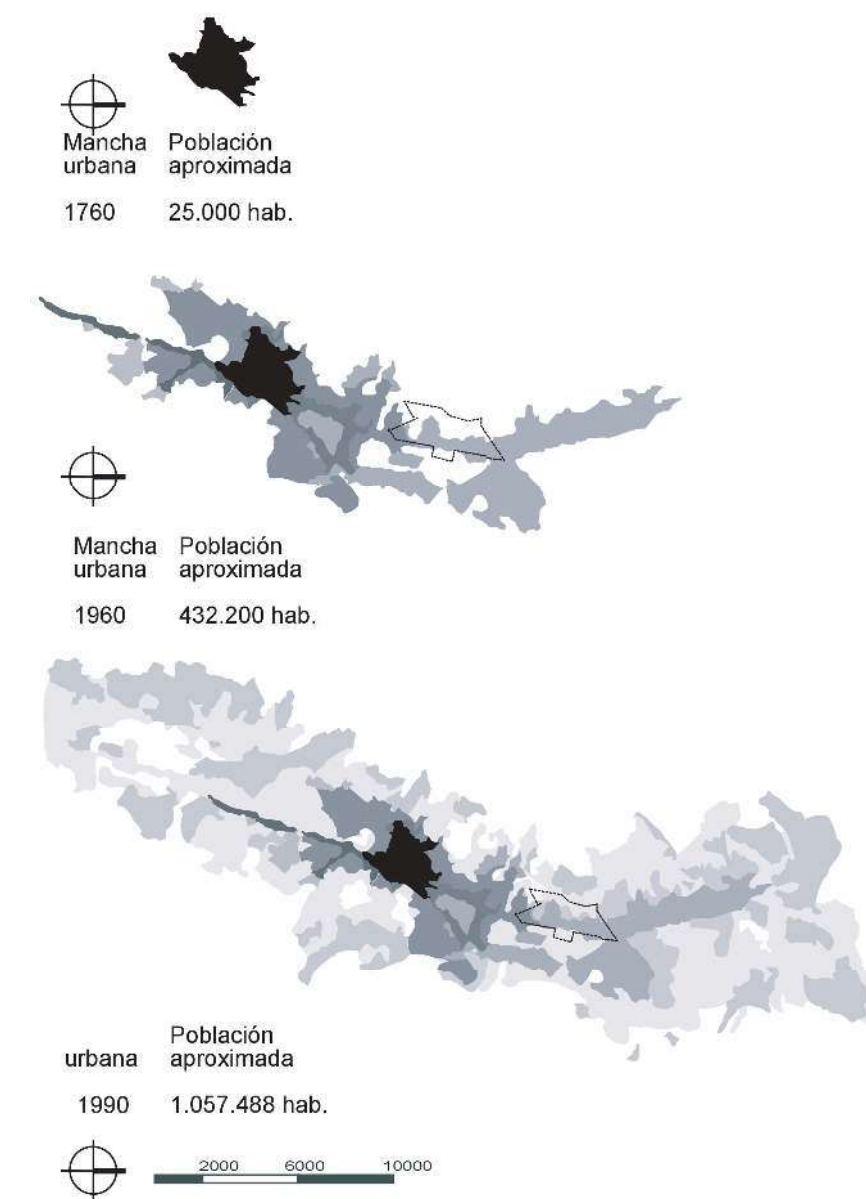 Mancha Población
urbana aproximada
1760 25.000 hab.
Mancha Población
urbana aproximada
1960 432.200 hab.
Población
urbana aproximada
1990 1.057.488 hab.
2000 6000 10000